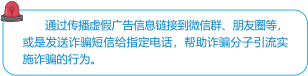 通过传播虚假广告信息链接到微信群、朋友圈等，
或是发送诈骗短信给指定电话，帮助诈骗分子引流实
施诈骗的行为。